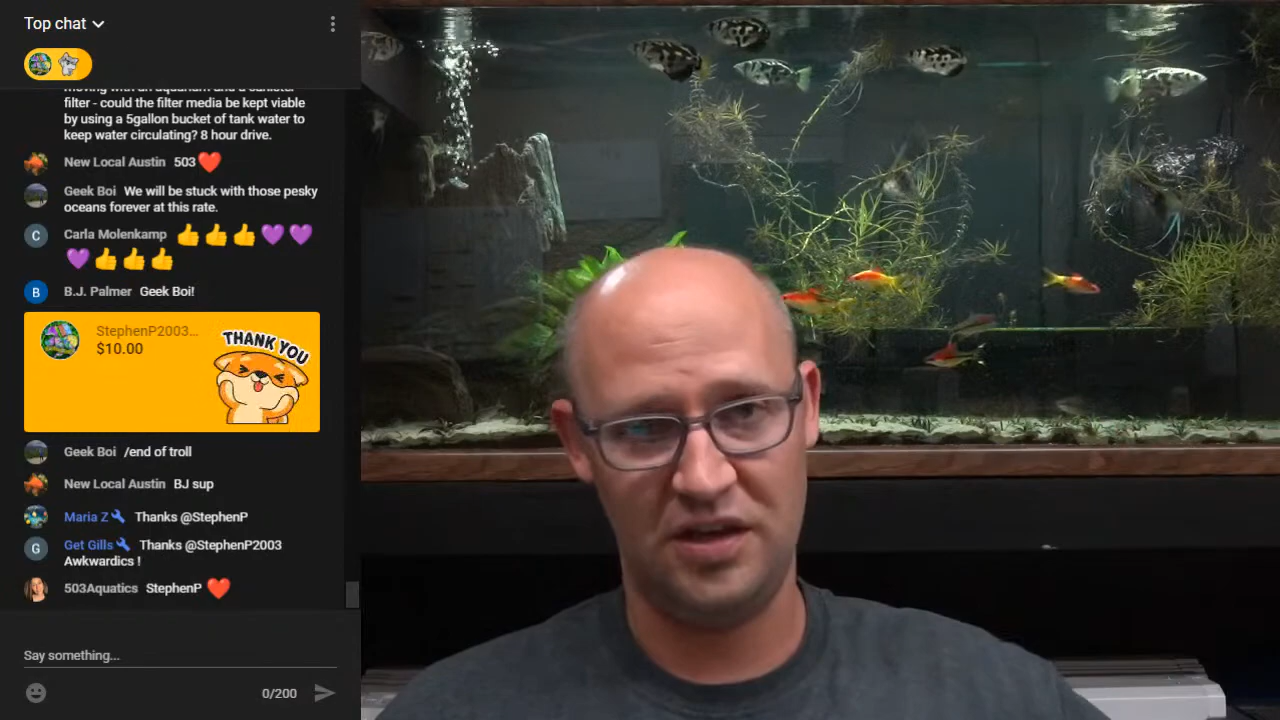 Top chat
moving with an aquarium and a canister
filter - could the filter media be kept viable
by using a 5gallon bucket of tank water to
keep water circulating? 8 hour drive.
New Local Austin 503
Geek Boi We will be stuck with those pesky
oceans forever at this rate.
Carla Molenkamp
C
B.J. Palmer Geek Boi!
B
StephenP2003...
$10.00
THANK YOU
Geek Boi /end of troll
New Local Austin BJ sup
Maria Z Thanks @StephenP
Get Gills Thanks @StephenP2003
G
Awkwardics !
503Aquatics StephenP
Say something...
0/200